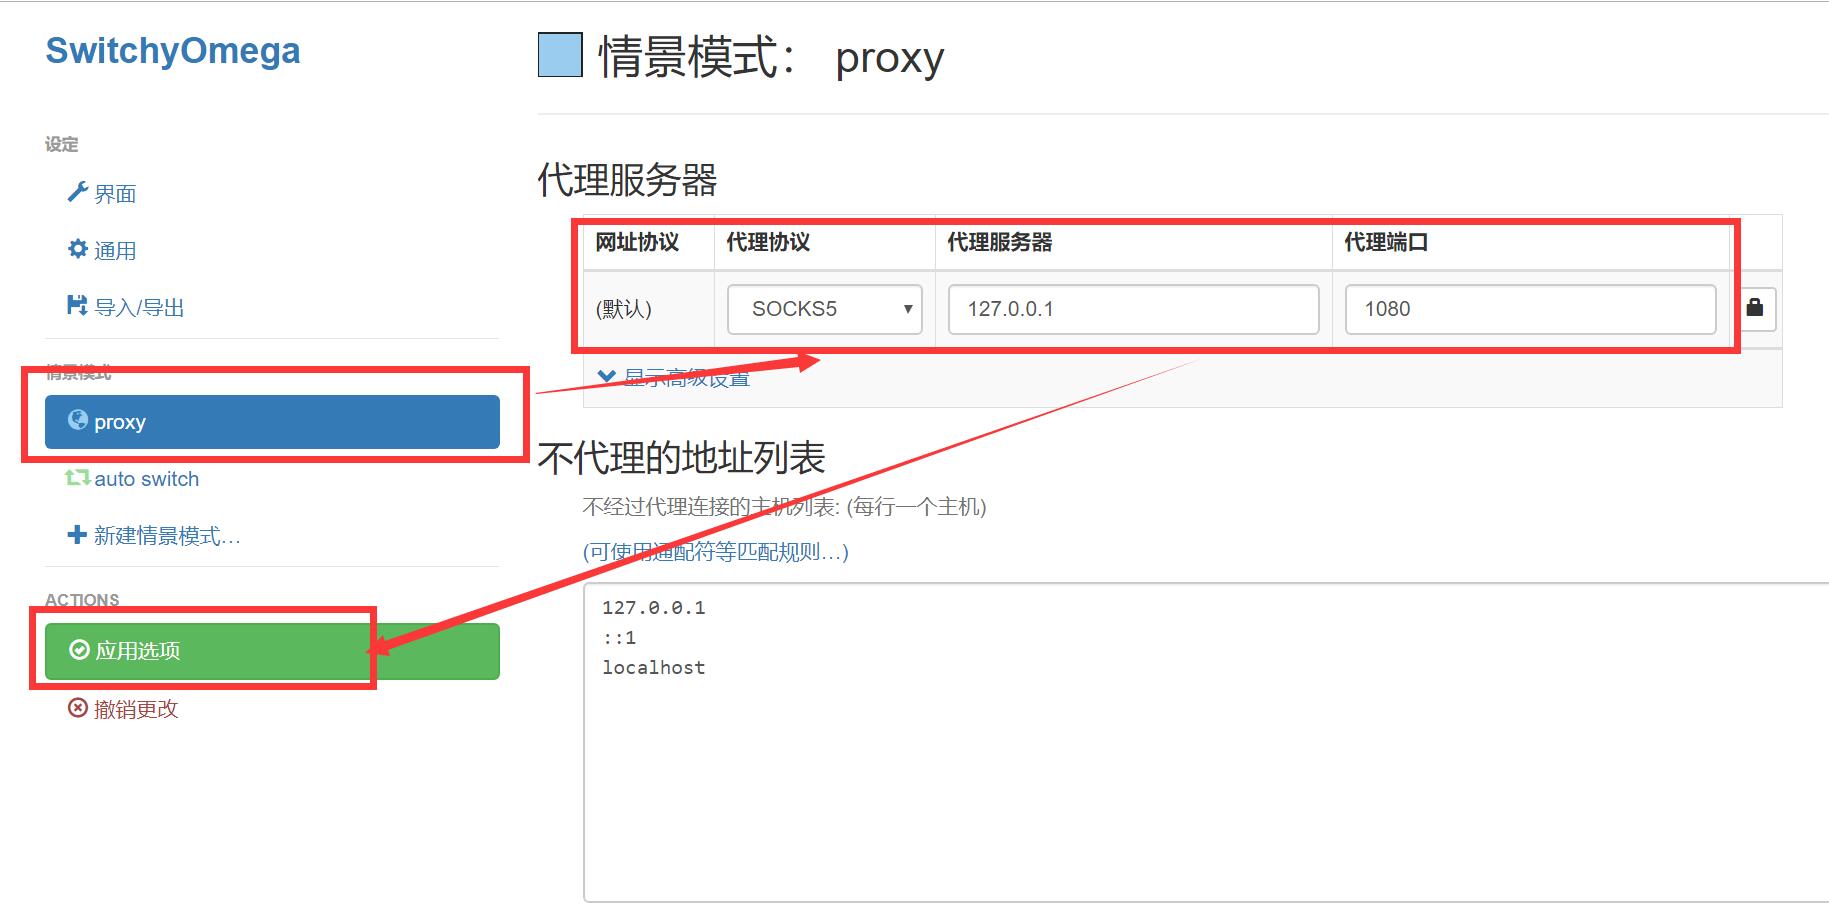 SwitchyOmega
设定
界面
通用
导入/导出
情景模式
proxy
auto switch
新建情景模式…
ACTIONS
应用选项
撤销更改
情景模式： proxy
代理服务器
网址协议 代理协议 代理服务器 代理端口
(默认) SOCKS5 127.0.0.1 1080
显示高级设置
不代理的地址列表
不经过代理连接的主机列表: (每行一个主机)
(可使用通配符等匹配规则…)
127.0.0.1
::1
localhost